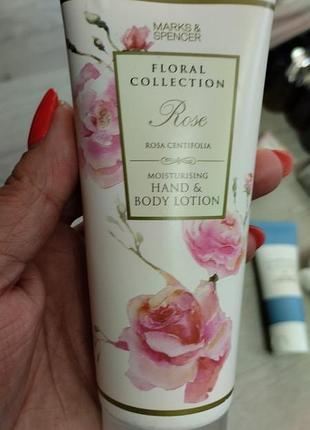 MARKS &
SPENCER
FLORAL
COLLECTION
Rose
ROSA CENTIFOLIA
MOISTURISING
HAND &
BODY LOTION